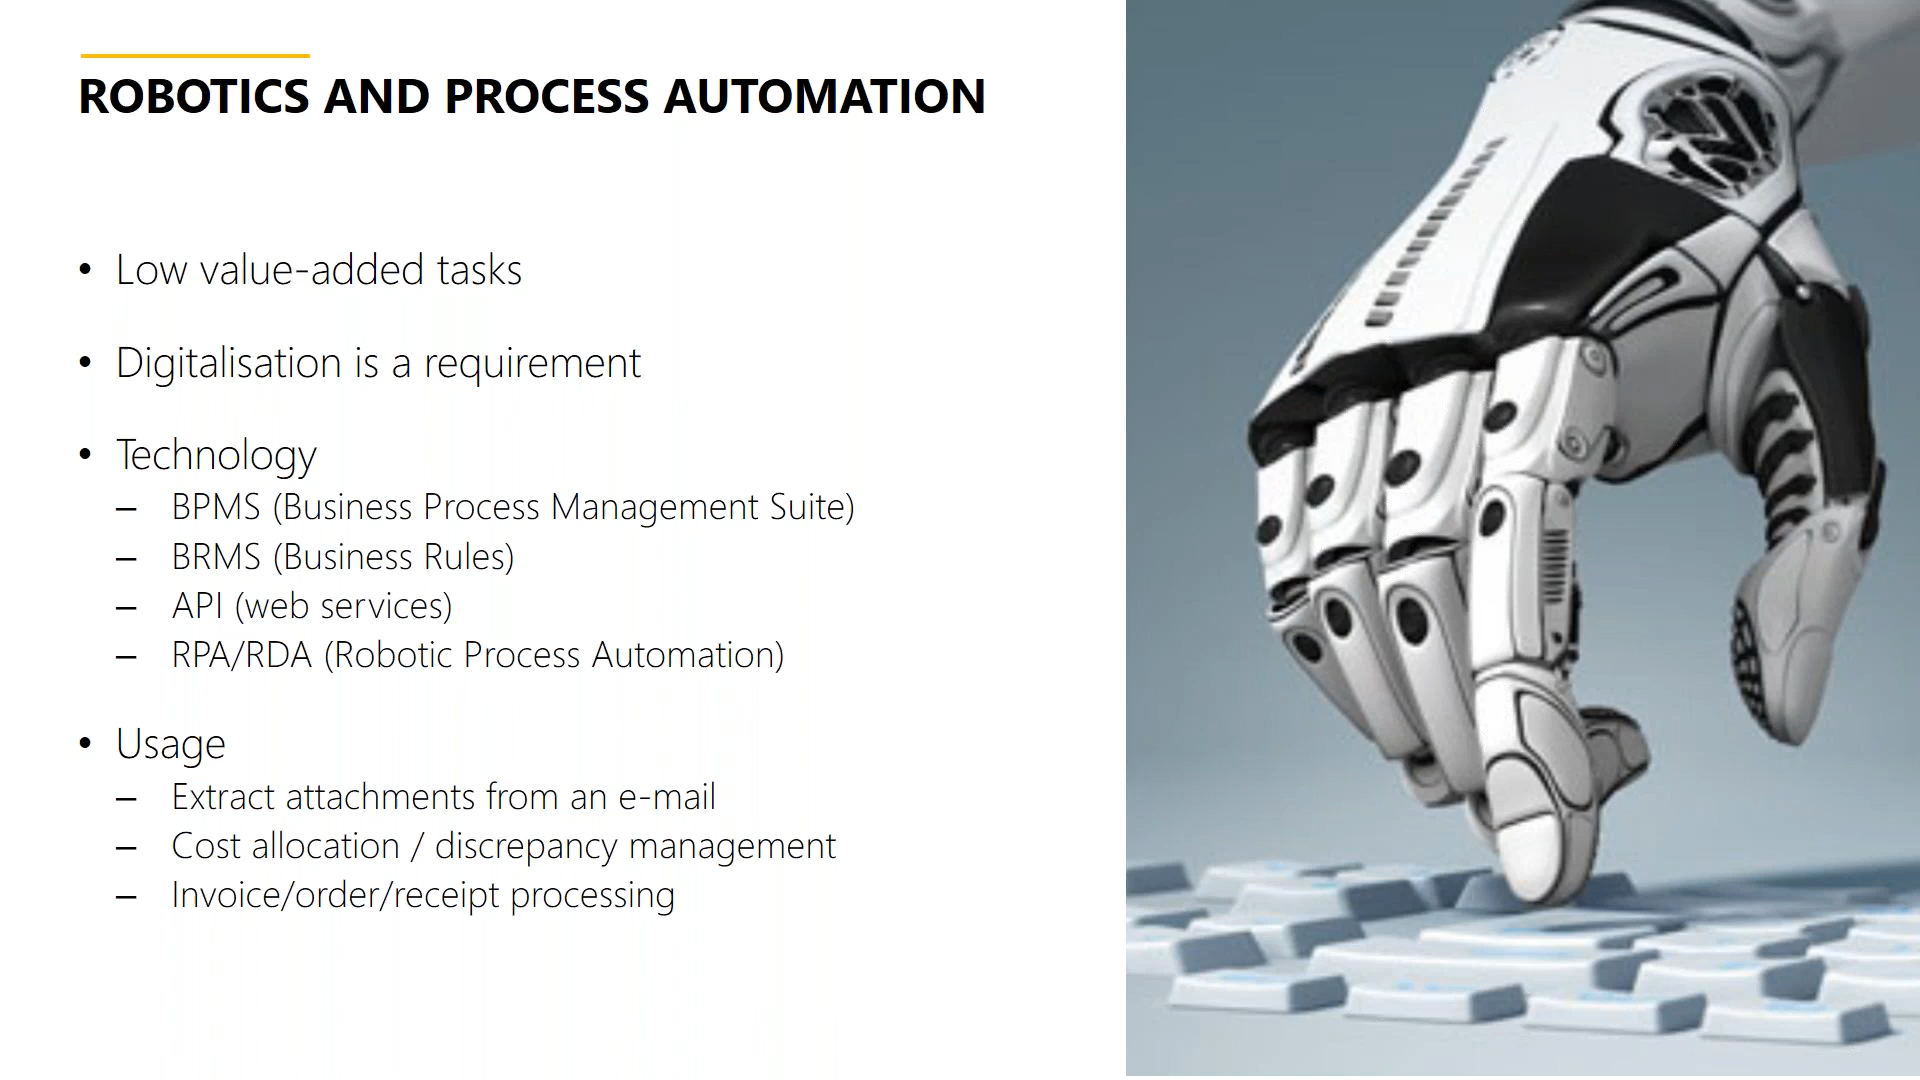 ROBOTICS AND PROCESS AUTOMATION
• Low value-added tasks
• Digitalisation is a requirement
• Technology
– BPMS (Business Process Management Suite)
– BRMS (Business Rules)
– API (web services)
– RPA/RDA (Robotic Process Automation)
• Usage
– Extract attachments from an e-mail
– Cost allocation / discrepancy management
– Invoice/order/receipt processing